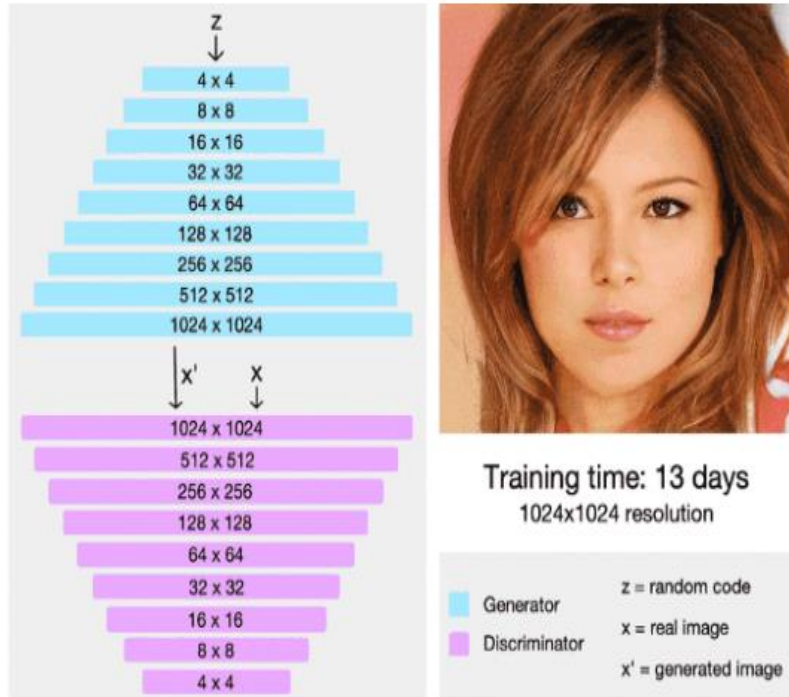 z
4 x 4
8 x 8
16 x 16
32 x 32
64 x 64
128 x 128
256 x 256
512 x 512
1024 x 1024
x' x
1024 x 1024
512 x 512
256 x 256
128 x 128
64 x 64
32 x 32
16 x 16
8 x 8
4 x 4
Training time: 13 days
1024x1024 resolution
Generator
Discriminator
z = random code
x = real image
x' = generated image